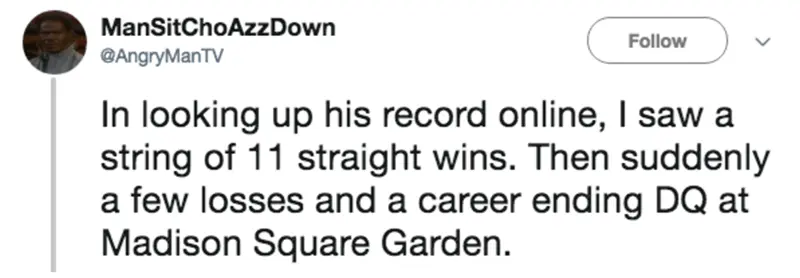 ManSitChoAzzDown
@AngryManTV
Follow
In looking up his record online, I saw a
string of 11 straight wins. Then suddenly
a few losses and a career ending DQ at
Madison Square Garden.